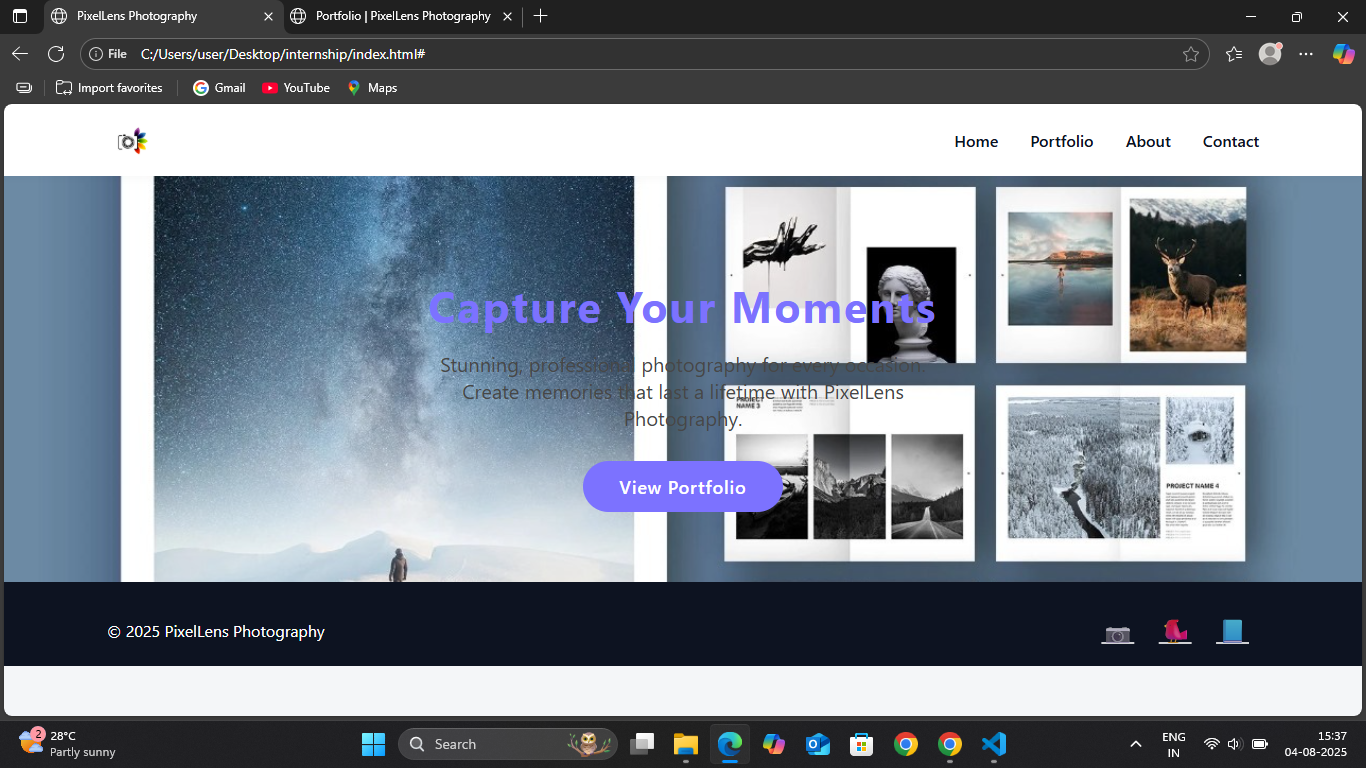 PixelLens Photography
Portfolio | PixelLens Photography
File C:/Users/user/Desktop/internship/index.html#
Import favorites Gmail YouTube Maps
Home Portfolio About Contact
Capture Your Moments
Stunning, professional photography for every occasion.
Create memories that last a lifetime with PixelLens
Photography.
PROJECT
NAME 3
View Portfolio
PROJECT NAME 4
© 2025 PixelLens Photography
2
28°C
Partly sunny
Search
ENG
IN
15:37
04-08-2025